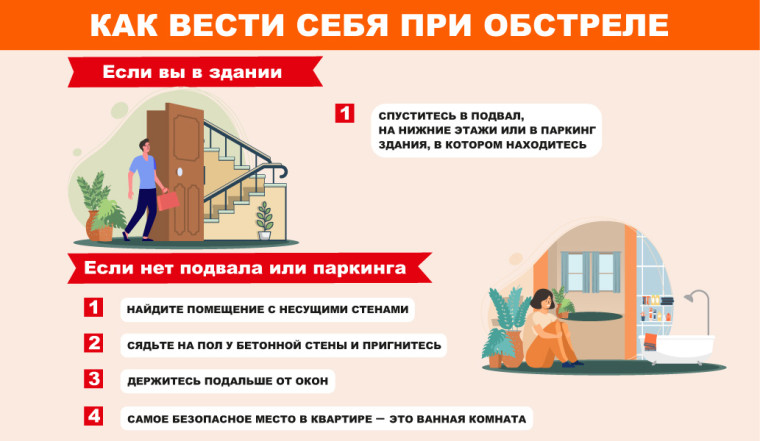 КАК ВЕСТИ СЕБЯ ПРИ ОБСТРЕЛЕ
Если вы в здании
1 СПУСТИТЕСЬ В ПОДВАЛ,
НА НИЖНИЕ ЭТАЖИ ИЛИ В ПАРКИНГ
ЗДАНИЯ, В КОТОРОМ НАХОДИТЕСЬ
Если нет подвала или паркинга
1 НАЙДИТЕ ПОМЕЩЕНИЕ С НЕСУЩИМИ СТЕНАМИ
2 СЯДЬТЕ НА ПОЛ У БЕТОННОЙ СТЕНЫ И ПРИГНИТЕСЬ
3 ДЕРЖИТЕСЬ ПОДАЛЬШЕ ОТ ОКОН
4 САМОЕ БЕЗОПАСНОЕ МЕСТО В КВАРТИРЕ — ЭТО ВАННАЯ КОМНАТА